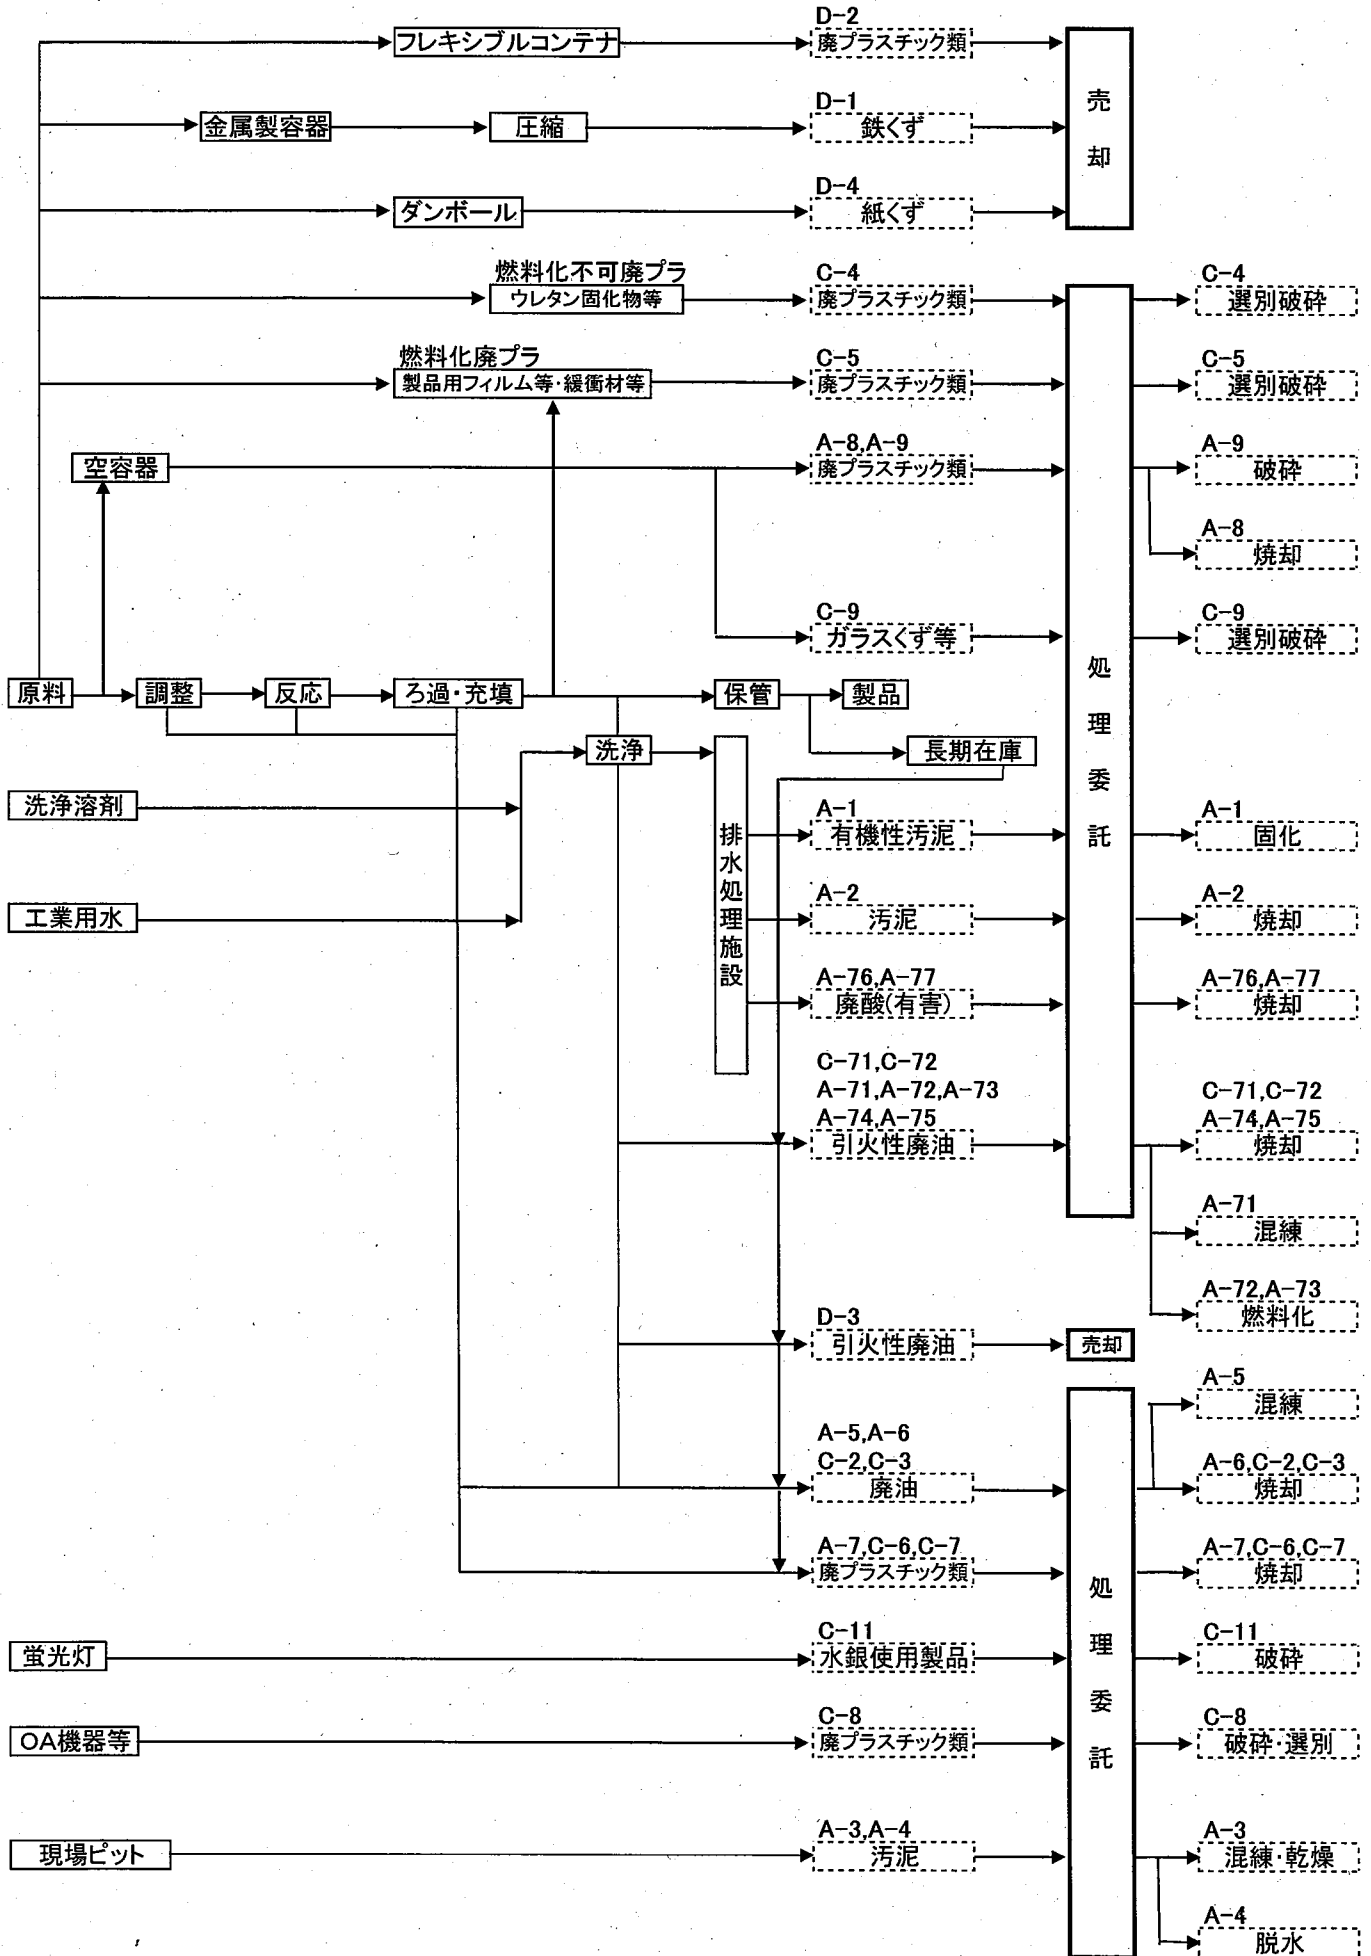 D-2
フレキシブルコンテナ
廃プラスチック類
D-1
金属製容器
圧縮
鉄くず
売却
D-4
ダンボール
紙くず
燃料化不可廃プラ
C-4
C-4
ウレタン固化物等
廃プラスチック類
選別破砕
燃料化廃プラ
C-5
C-5
製品用フィルム等・緩衝材等
廃プラスチック類
選別破砕
A-8,A-9
A-9
空容器
廃プラスチック類
破砕
A-8
焼却
C-9
C-9
ガラスくず等
選別破砕
処理委託
原料
調整
反応
ろ過・充填
保管
製品
洗浄
長期在庫
洗浄溶剤
A-1
A-1
排水処理施設
有機性汚泥
固化
A-2
A-2
工業用水
汚泥
焼却
A-76,A-77
A-76,A-77
廃酸(有害)
焼却
C-71,C-72
A-71,A-72,A-73
C-71,C-72
A-74,A-75
A-74,A-75
引火性廃油
焼却
A-71
混練
A-72,A-73
燃料化
D-3
引火性廃油
売却
A-5
混練
A-5,A-6
C-2,C-3
A-6,C-2,C-3
廃油
焼却
A-7,C-6,C-7
A-7,C-6,C-7
廃プラスチック類
焼却
処理委託
C-11
C-11
蛍光灯
水銀使用製品
破砕
C-8
C-8
OA機器等
廃プラスチック類
破砕・選別
A-3,A-4
A-3
現場ピット
汚泥
混練・乾燥
A-4
脱水